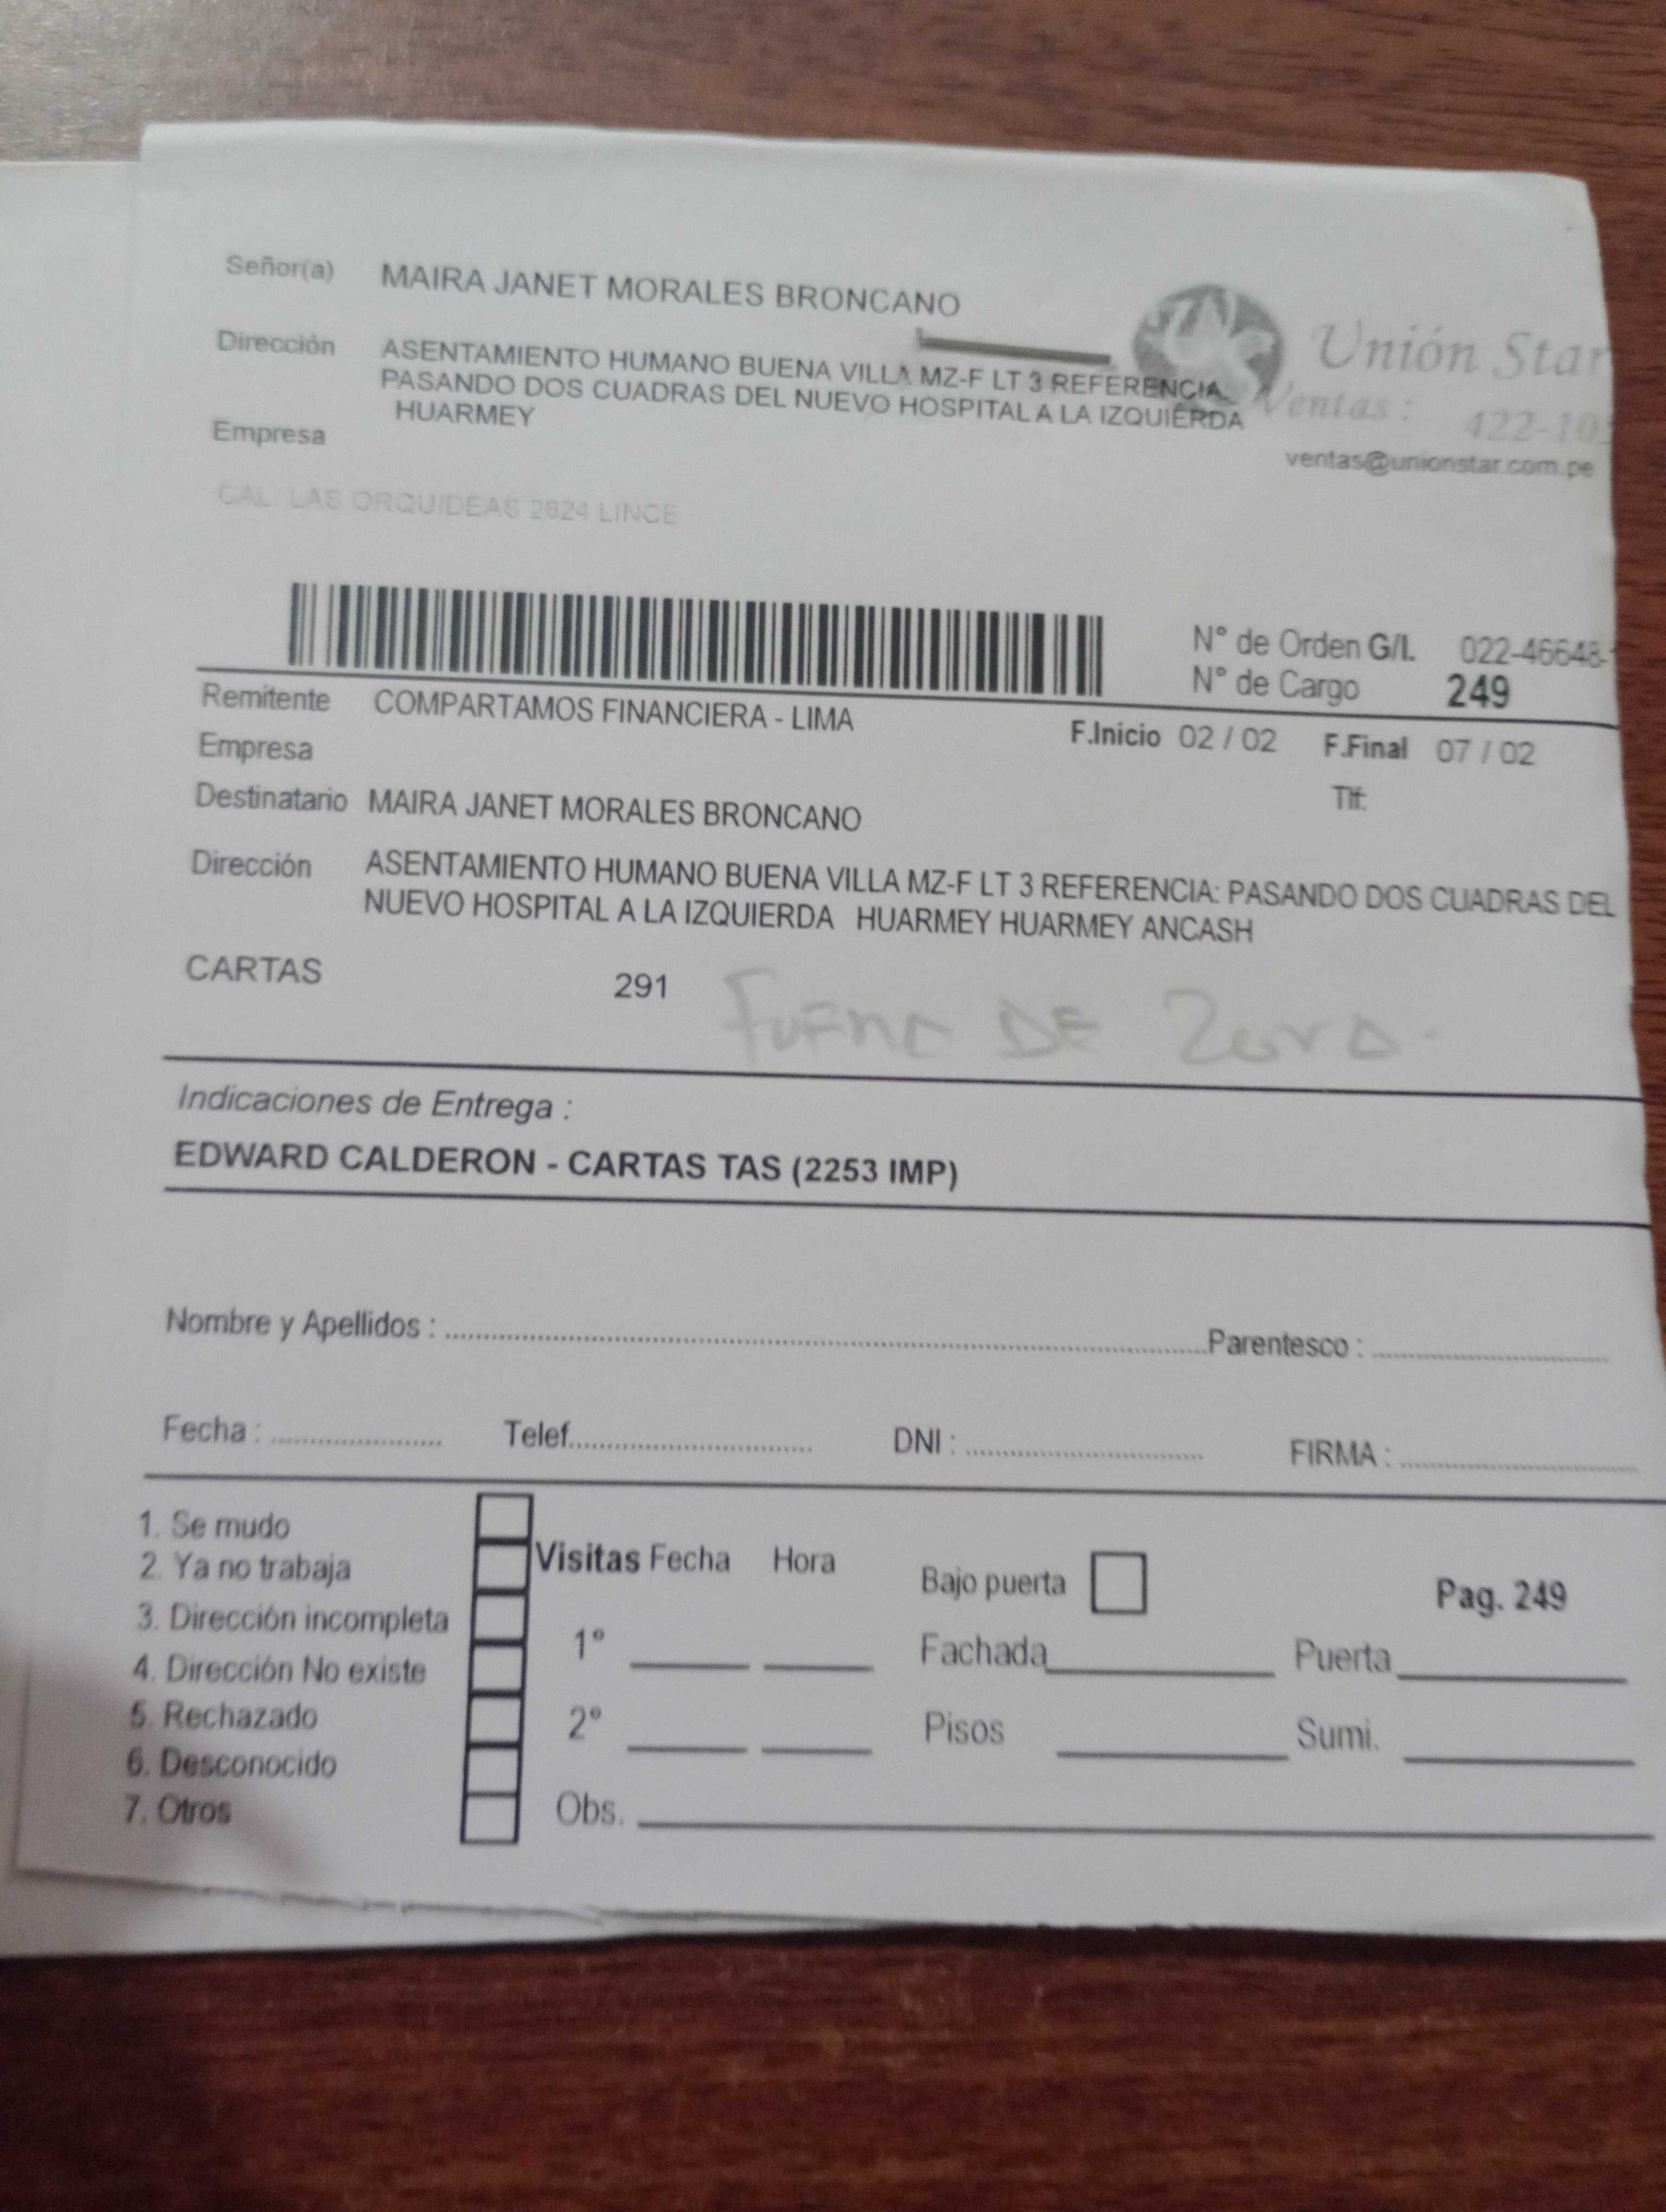 Señor(a) MAIRA JANET MORALES BRONCANO
Unión Star
Dirección ASENTAMIENTO HUMANO BUENA VILLA MZ-F LT 3 REFERENCIA
PASANDO DOS CUADRAS DEL NUEVO HOSPITAL A LA IZQUIERDA
HUARMEY
Ventas: 422-10
Empresa
ventas@unionstar.com.pe
CAL. LAS ORQUIDEAS 2624 LINCE
N° de Orden G/I. 022-46648-
N° de Cargo 249
Remitente COMPARTAMOS FINANCIERA - LIMA
F.Inicio 02 / 02 F.Final 07 / 02
Empresa
Tlf:
Destinatario MAIRA JANET MORALES BRONCANO
Dirección ASENTAMIENTO HUMANO BUENA VILLA MZ-F LT 3 REFERENCIA: PASANDO DOS CUADRAS DEL
NUEVO HOSPITAL A LA IZQUIERDA HUARMEY HUARMEY ANCASH
CARTAS 291 DE
Indicaciones de Entrega :
EDWARD CALDERON - CARTAS TAS (2253 IMP)
Nombre y Apellidos : Parentesco :
Fecha : Telef. DNI : FIRMA :
1. Se mudo
2. Ya no trabaja
3. Dirección incompleta
4. Dirección No existe
5. Rechazado
6. Desconocido
7. Otros
Visitas Fecha Hora
1°
2°
Obs.
Bajo puerta
Pag. 249
Fachada Puerta
Pisos Sumi.